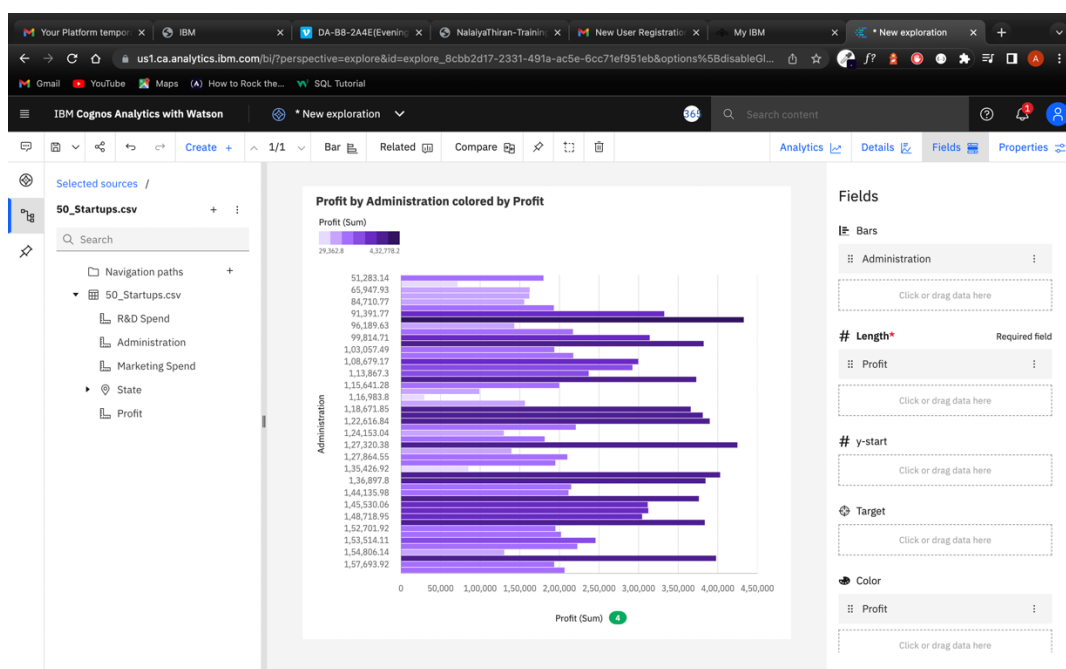 Your Platform tempor
IBM
DA-B8-2A4E(Evening
NalaiyaThiran-Training
New User Registratio
My IBM
* New exploration
us1.ca.analytics.ibm.com/bi/?perspective=explore&id=explore_8cbb2d17-2331-491a-ac5e-6cc71ef951eb&options%5BdisableGl...
Gmail
YouTube
Maps
How to Rock the...
SQL Tutorial
IBM Cognos Analytics with Watson
* New exploration
365
Search content
1
A
Create +
1/1
Bar
Related
Compare
Analytics
Details
Fields
Properties
Selected sources /
50_Startups.csv
Search
Navigation paths
50_Startups.csv
R&D Spend
Administration
Marketing Spend
State
Profit
Profit by Administration colored by Profit
Profit (Sum)
29,362.8 4,32,778.2
Administration
51,283.14
65,947.93
84,710.77
91,391.77
96,189.63
99,814.71
1,03,057.49
1,08,679.17
1,13,867.3
1,15,641.28
1,16,983.8
1,18,671.85
1,22,616.84
1,24,153.04
1,27,320.38
1,27,864.55
1,35,426.92
1,36,897.8
1,44,135.98
1,45,530.06
1,48,718.95
1,52,701.92
1,53,514.11
1,54,806.14
1,57,693.92
0 50,000 1,00,000 1,50,000 2,00,000 2,50,000 3,00,000 3,50,000 4,00,000 4,50,000
Profit (Sum) 4
Fields
Bars
Administration
Click or drag data here
# Length* Required field
Profit
Click or drag data here
# y-start
Click or drag data here
Target
Click or drag data here
Color
Profit
Click or drag data here